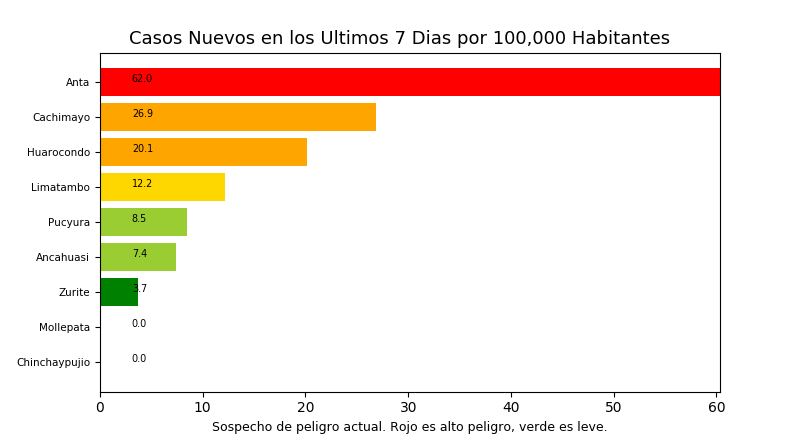 Casos Nuevos en los Ultimos 7 Dias por 100,000 Habitantes
Anta 62.0
Cachimayo 26.9
Huarocondo 20.1
Limatambo 12.2
Pucyura 8.5
Ancahuasi 7.4
Zurite 3.7
Mollepata 0.0
Chinchaypujio 0.0
0 10 20 30 40 50 60
Sospecho de peligro actual. Rojo es alto peligro, verde es leve.